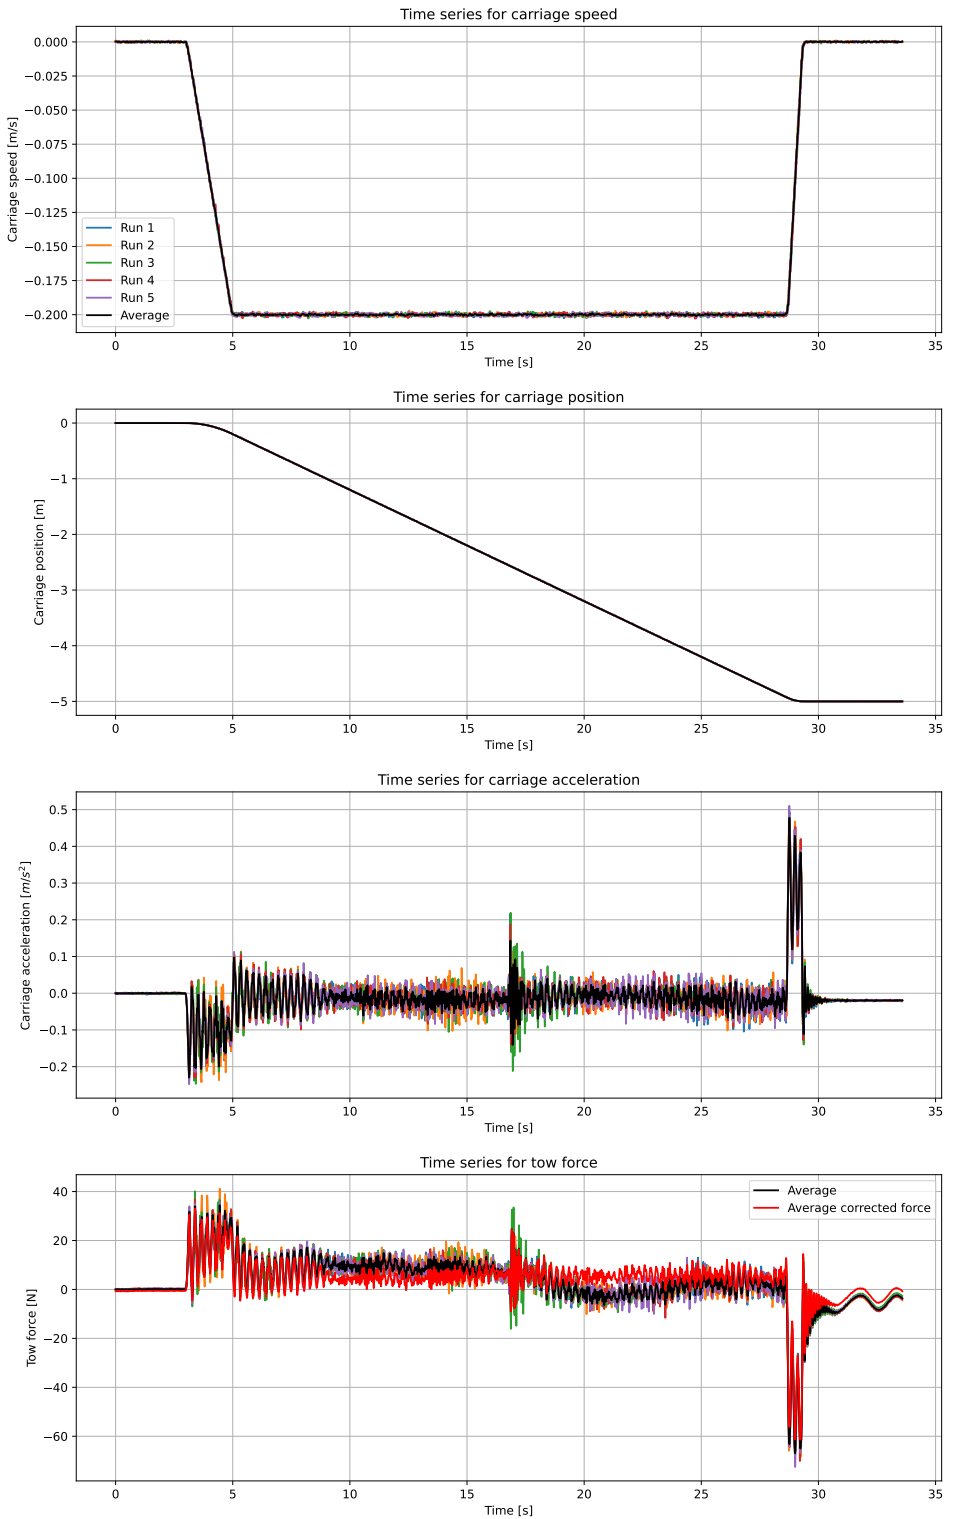 Time series for carriage speed
Carriage speed [m/s]
0.000
−0.025
−0.050
−0.075
−0.100
−0.125
−0.150
−0.175
−0.200
Run 1
Run 2
Run 3
Run 4
Run 5
Average
0 5 10 15 20 25 30 35
Time [s]
Time series for carriage position
Carriage position [m]
0
−1
−2
−3
−4
−5
0 5 10 15 20 25 30 35
Time [s]
Time series for carriage acceleration
Carriage acceleration [m/s²]
0.5
0.4
0.3
0.2
0.1
0.0
−0.1
−0.2
0 5 10 15 20 25 30 35
Time [s]
Time series for tow force
Tow force [N]
40
20
0
−20
−40
−60
Average
Average corrected force
0 5 10 15 20 25 30 35
Time [s]